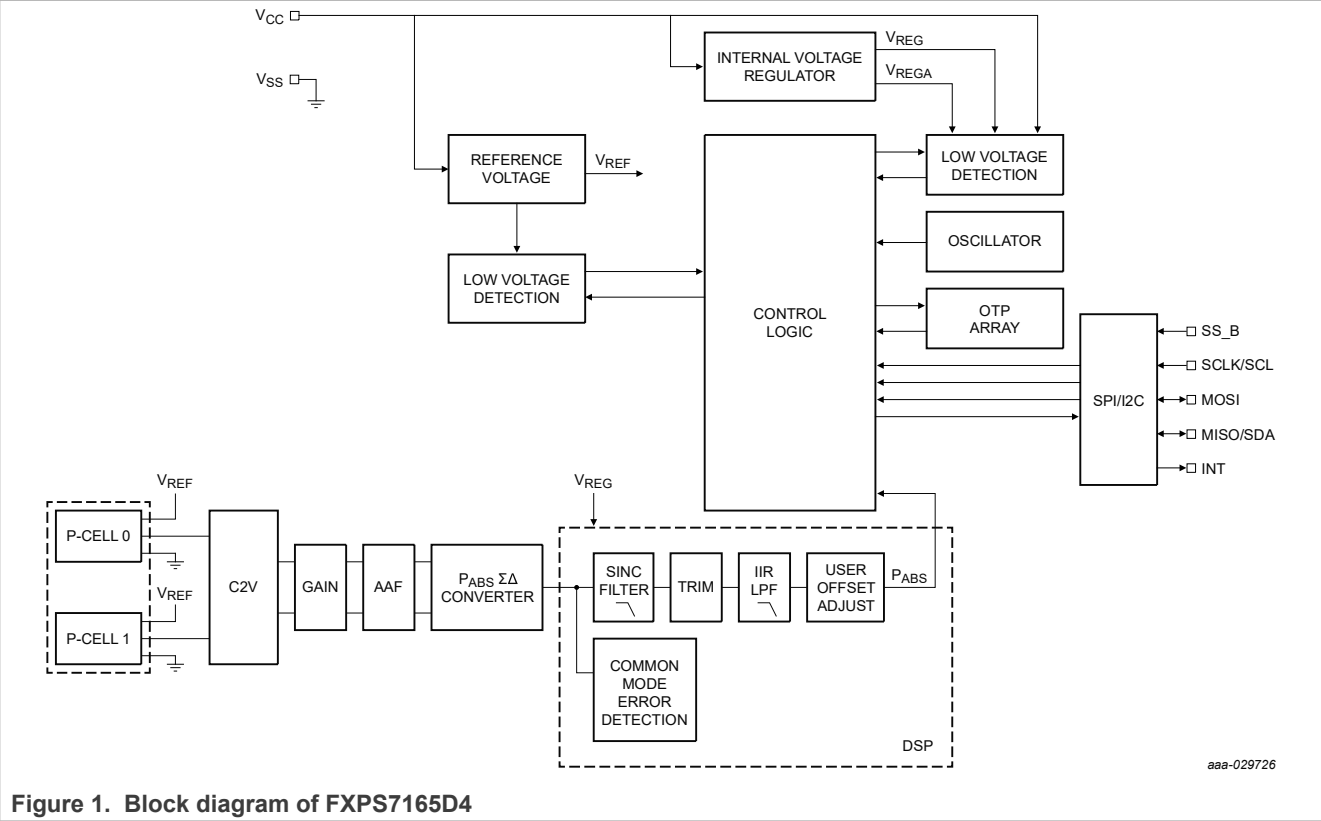 VCC
VSS
INTERNAL VOLTAGE
REGULATOR
VREG
VREGA
REFERENCE
VOLTAGE
VREF
LOW VOLTAGE
DETECTION
CONTROL
LOGIC
LOW VOLTAGE
DETECTION
OSCILLATOR
OTP
ARRAY
SPI/I2C
SS_B
SCLK/SCL
MOSI
MISO/SDA
INT
VREF
P-CELL 0
VREF
P-CELL 1
C2V
GAIN
AAF
PABS ΣΔ
CONVERTER
VREG
SINC
FILTER
TRIM
IIR
LPF
USER
OFFSET
ADJUST
PABS
COMMON
MODE
ERROR
DETECTION
DSP
aaa-029726
Figure 1. Block diagram of FXPS7165D4